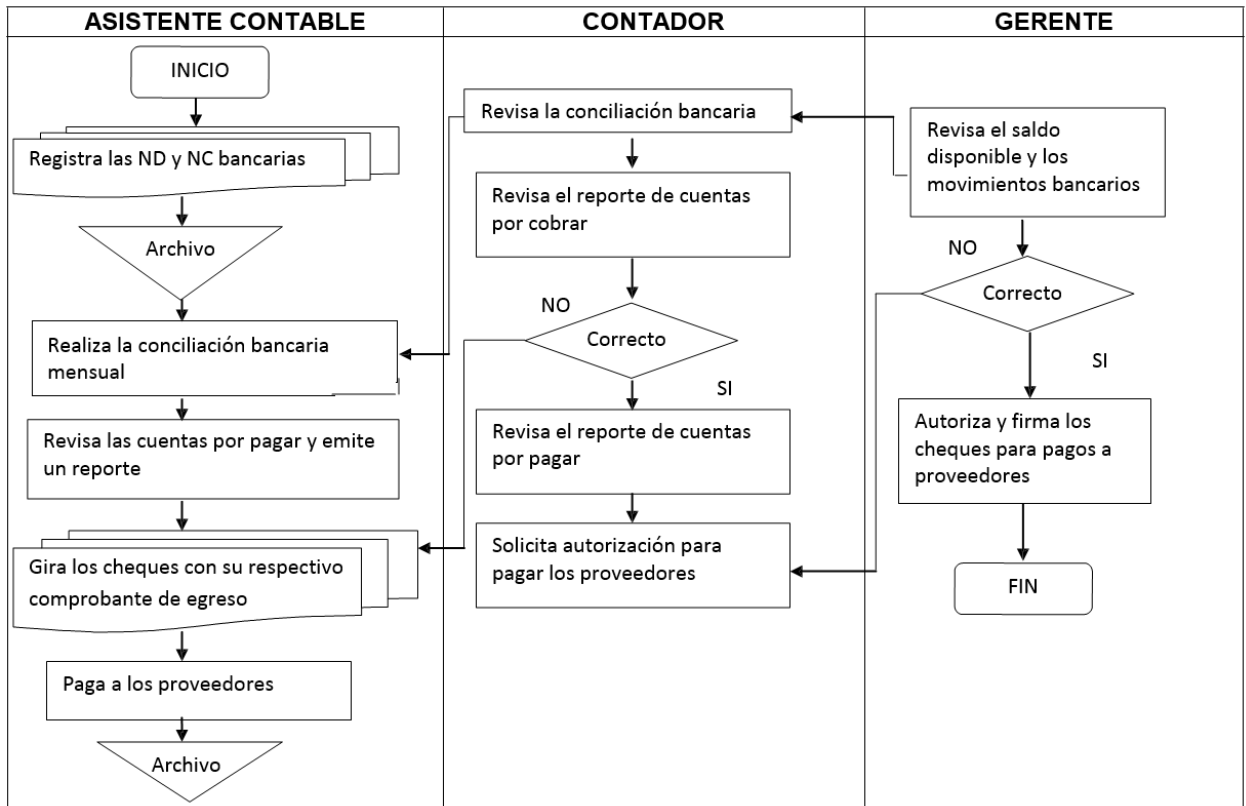 ASISTENTE CONTABLE
INICIO
Registra las ND y NC bancarias
Archivo
Realiza la conciliación bancaria
mensual
Revisa las cuentas por pagar y emite
un reporte
Gira los cheques con su respectivo
comprobante de egreso
Paga a los proveedores
Archivo
CONTADOR
Revisa la conciliación bancaria
Revisa el reporte de cuentas
por cobrar
NO
Correcto
SI
Revisa el reporte de cuentas
por pagar
Solicita autorización para
pagar los proveedores
GERENTE
Revisa el saldo
disponible y los
movimientos bancarios
NO
Correcto
SI
Autoriza y firma los
cheques para pagos a
proveedores
FIN